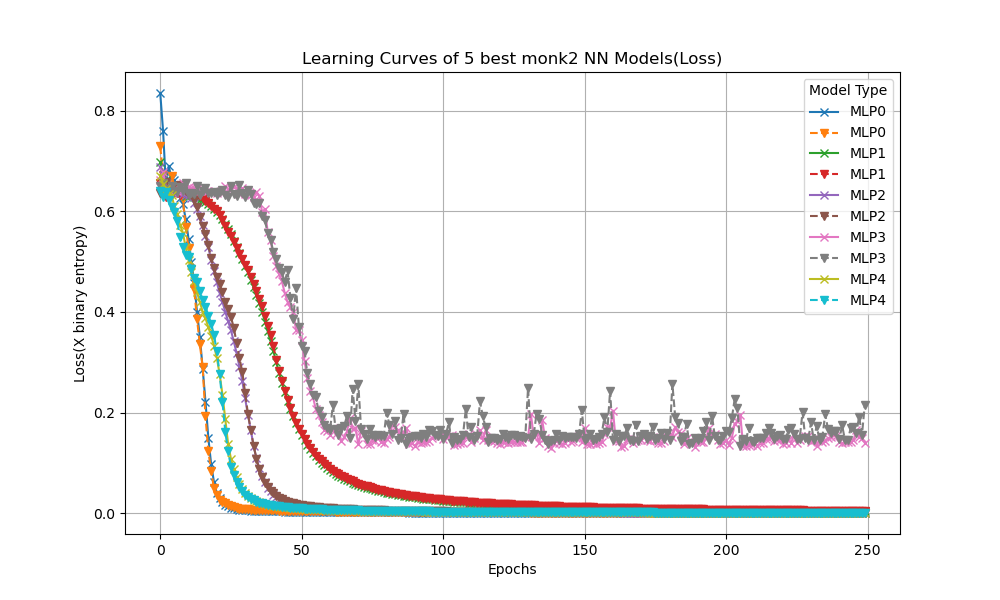 Learning Curves of 5 best monk2 NN Models(Loss)
Model Type
MLP0
MLP0
MLP1
MLP1
MLP2
MLP2
MLP3
MLP3
MLP4
MLP4
Loss(X binary entropy)
0.8
0.6
0.4
0.2
0.0
0 50 100 150 200 250
Epochs